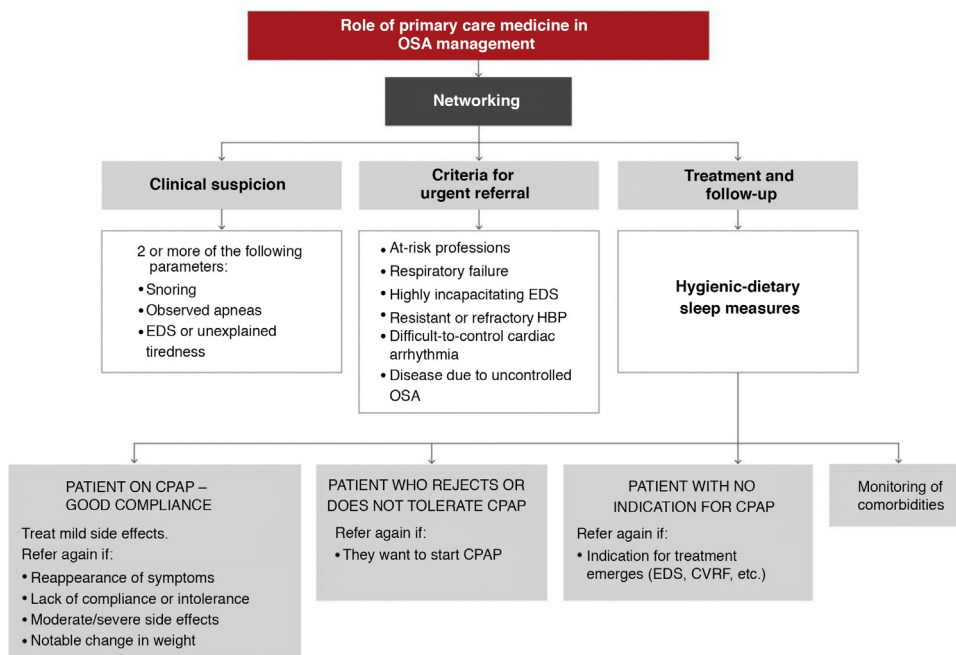 Role of primary care medicine in
OSA management
Networking
Clinical suspicion
2 or more of the following
parameters:
• Snoring
• Observed apneas
• EDS or unexplained
tiredness
Criteria for
urgent referral
• At-risk professions
• Respiratory failure
• Highly incapacitating EDS
• Resistant or refractory HBP
• Difficult-to-control cardiac
arrhythmia
• Disease due to uncontrolled
OSA
Treatment and
follow-up
Hygienic-dietary
sleep measures
PATIENT ON CPAP –
GOOD COMPLIANCE
Treat mild side effects.
Refer again if:
• Reappearance of symptoms
• Lack of compliance or intolerance
• Moderate/severe side effects
• Notable change in weight
PATIENT WHO REJECTS OR
DOES NOT TOLERATE CPAP
Refer again if:
• They want to start CPAP
PATIENT WITH NO
INDICATION FOR CPAP
Refer again if:
• Indication for treatment
emerges (EDS, CVRF, etc.)
Monitoring of
comorbidities